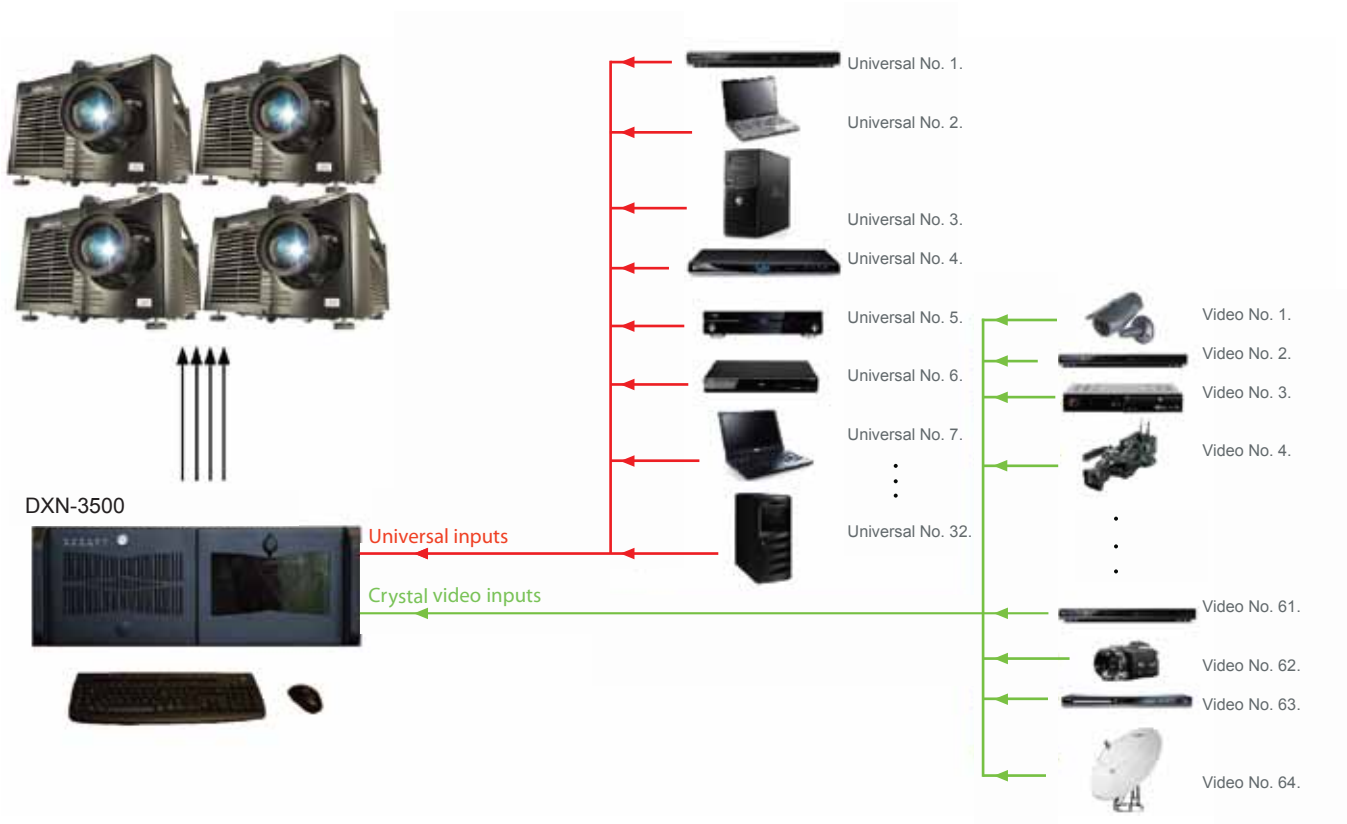 Universal No. 1.
Universal No. 2.
Universal No. 3.
Universal No. 4.
Universal No. 5.
Universal No. 6.
Universal No. 7.
Universal No. 32.
Video No. 1.
Video No. 2.
Video No. 3.
Video No. 4.
Video No. 61.
Video No. 62.
Video No. 63.
Video No. 64.
DXN-3500
Universal inputs
Crystal video inputs